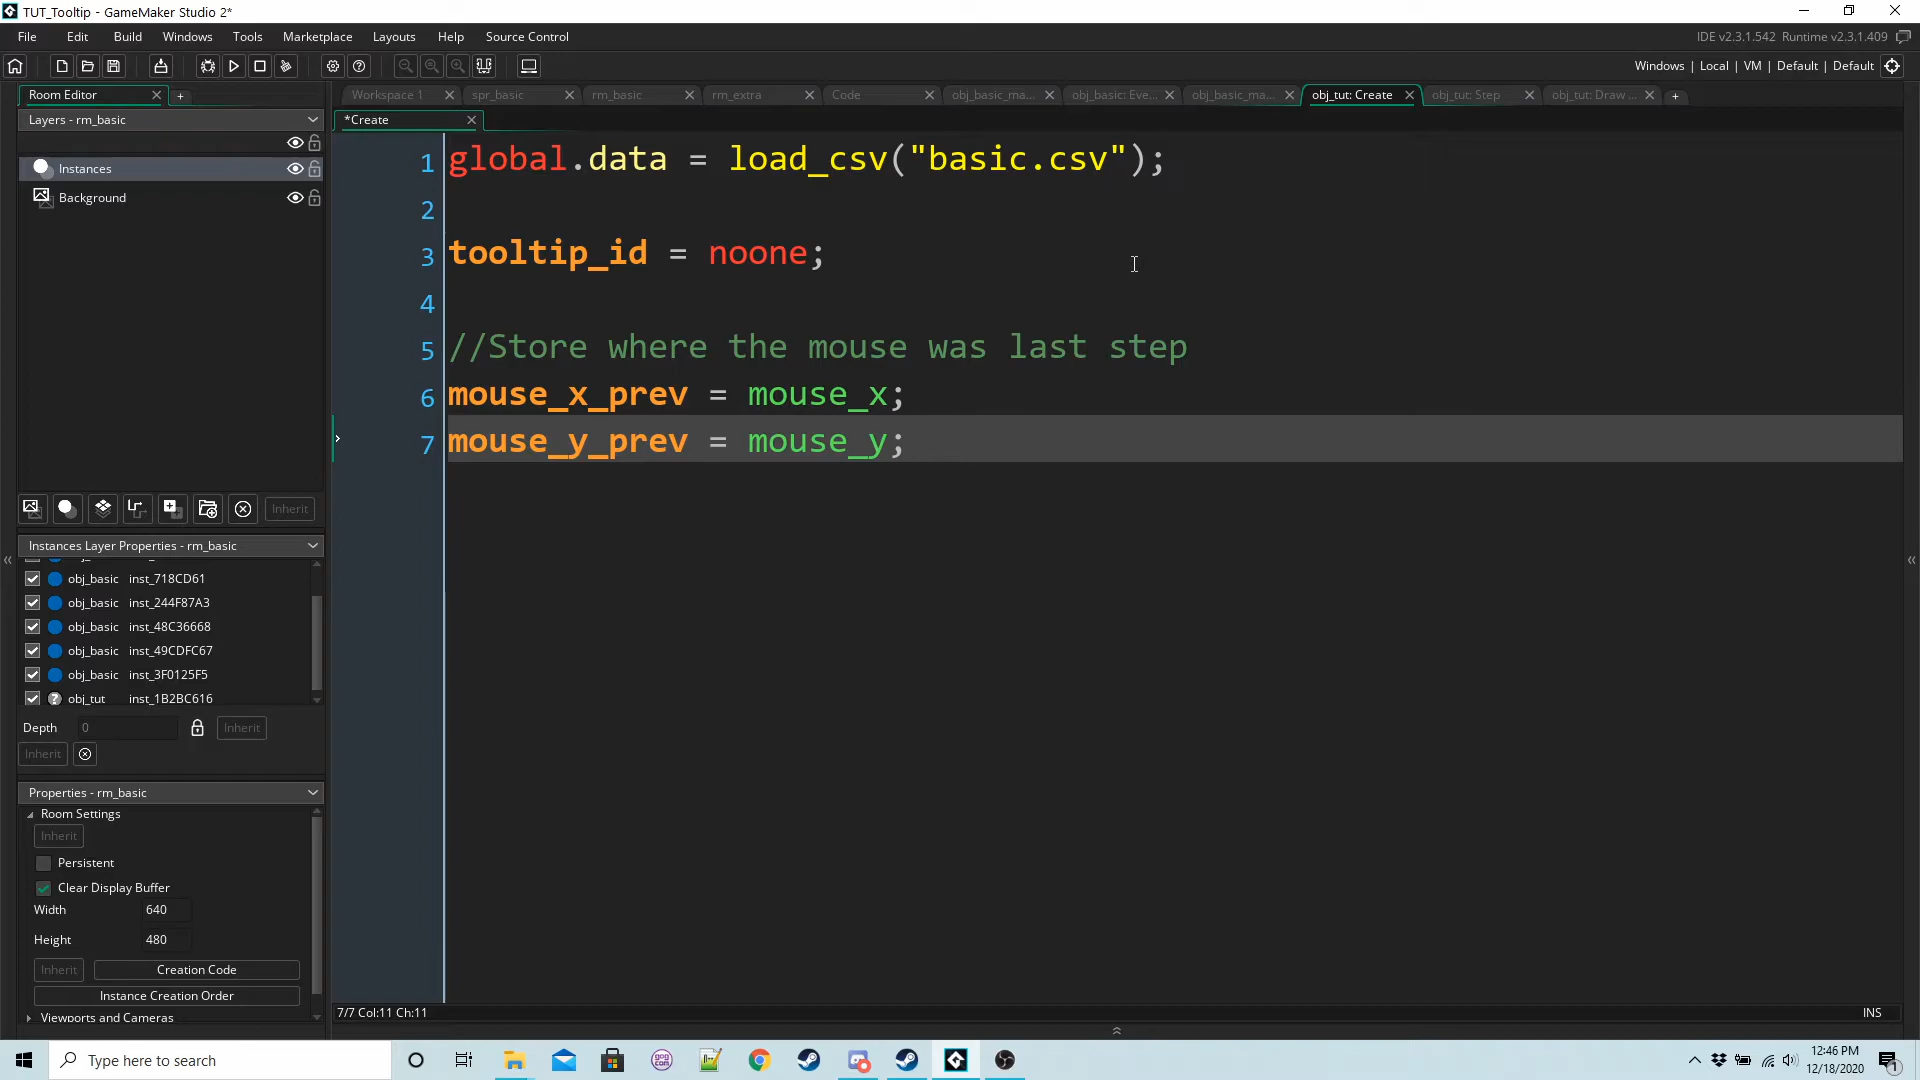 TUT_Tooltip - GameMaker Studio 2*
File Edit Build Windows Tools Marketplace Layouts Help Source Control
IDE v2.3.1.542 Runtime v2.3.1.409
Windows | Local | VM | Default | Default
Room Editor
Workspace 1 spr_basic rm_basic rm_extra Code obj_basic_ma... obj_basic: Eve... obj_basic_ma... obj_tut: Create obj_tut: Step obj_tut: Draw ...
Layers - rm_basic
*Create
Instances
Background
1 global.data = load_csv("basic.csv");
2
3 tooltip_id = noone;
4
5 //Store where the mouse was last step
6 mouse_x_prev = mouse_x;
7 mouse_y_prev = mouse_y;
Inherit
Instances Layer Properties - rm_basic
obj_basic inst_718CD61
obj_basic inst_244F87A3
obj_basic inst_48C36668
obj_basic inst_49CDFC67
obj_basic inst_3F0125F5
obj_tut inst_1B2BC616
Depth 0 Inherit
Inherit
Properties - rm_basic
Room Settings
Inherit
Persistent
Clear Display Buffer
Width 640
Height 480
Inherit Creation Code
Instance Creation Order
Viewports and Cameras
7/7 Col:11 Ch:11 INS
Type here to search
12:46 PM
12/18/2020